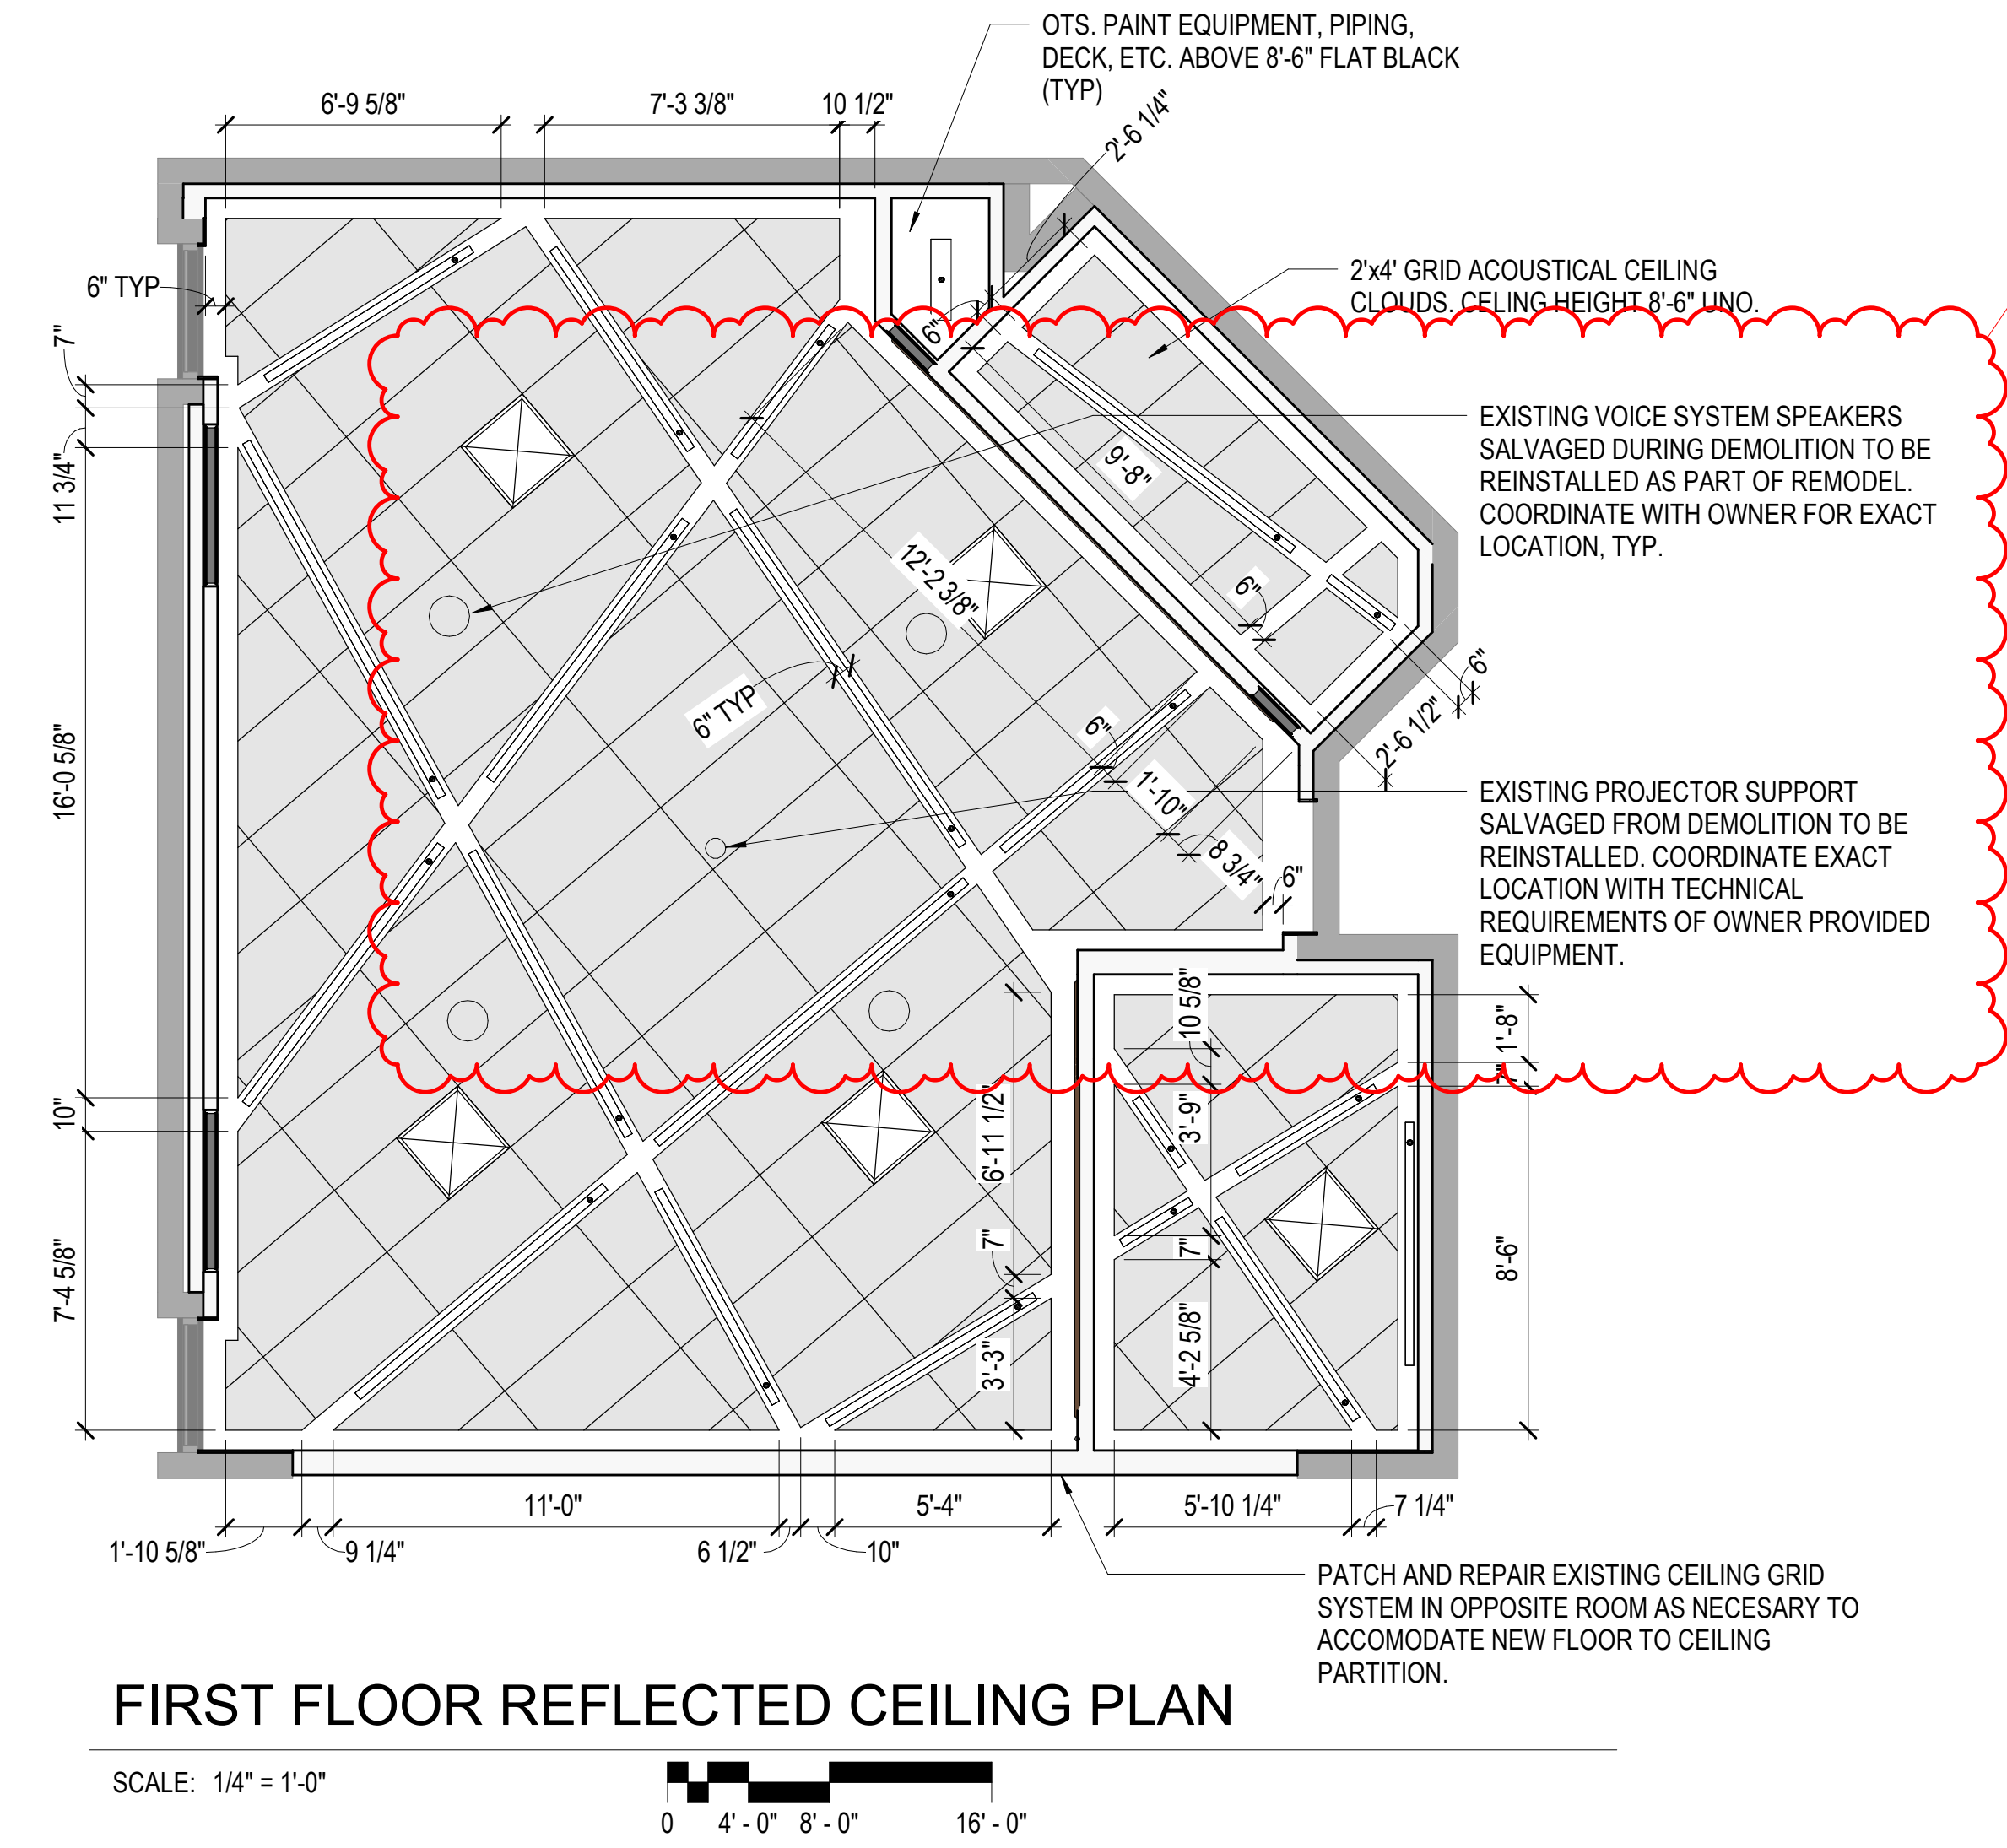 OTS. PAINT EQUIPMENT, PIPING,
DECK, ETC. ABOVE 8'-6" FLAT BLACK
(TYP)
6'-9 5/8"
7'-3 3/8"
10 1/2"
2'-6 1/4"
2'x4' GRID ACOUSTICAL CEILING
CLOUDS. CELING HEIGHT 8'-6" UNO.
6" TYP
7"
6"
EXISTING VOICE SYSTEM SPEAKERS
SALVAGED DURING DEMOLITION TO BE
REINSTALLED AS PART OF REMODEL.
COORDINATE WITH OWNER FOR EXACT
LOCATION, TYP.
11 3/4"
9'-8"
12'-2 3/8"
6"
6"
6" TYP
6"
2'-6 1/2"
16'-0 5/8"
1'-10"
8 3/4"
6"
EXISTING PROJECTOR SUPPORT
SALVAGED FROM DEMOLITION TO BE
REINSTALLED. COORDINATE EXACT
LOCATION WITH TECHNICAL
REQUIREMENTS OF OWNER PROVIDED
EQUIPMENT.
10 5/8"
1'-8"
7"
10"
6'-11 1/2"
3'-9"
7"
7"
8'-6"
7'-4 5/8"
3'-3"
4'-2 5/8"
11'-0"
5'-4"
5'-10 1/4"
7 1/4"
1'-10 5/8"
9 1/4"
6 1/2"
10"
PATCH AND REPAIR EXISTING CEILING GRID
SYSTEM IN OPPOSITE ROOM AS NECESARY TO
ACCOMODATE NEW FLOOR TO CEILING
PARTITION.
FIRST FLOOR REFLECTED CEILING PLAN
SCALE: 1/4" = 1'-0"
0 4' - 0" 8' - 0" 16' - 0"